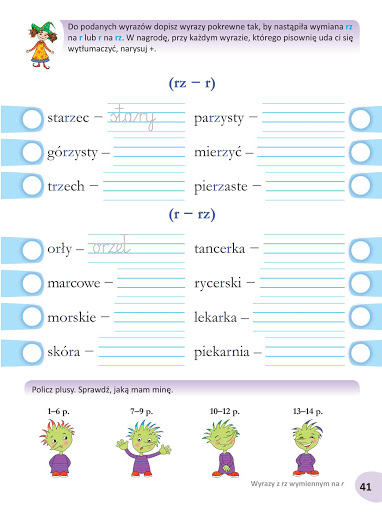 Do podanych wyrazów dopisz wyrazy pokrewne tak, by nastąpiła wymiana rz
na r lub r na rz. W nagrodę, przy każdym wyrazie, którego pisownię uda ci się
wytłumaczyć, narysuj +.
(rz – r)
starzec – stary
parzysty –
górzysty –
mierzyć –
trzech –
pierzaste –
(r – rz)
orły – orzeł
tancerka –
marcowe –
rycerski –
morskie –
lekarka –
skóra –
piekarnia –
Policz plusy. Sprawdź, jaką mam minę.
1–6 p. 7–9 p. 10–12 p. 13–14 p.
Wyrazy z rz wymiennym na r 41